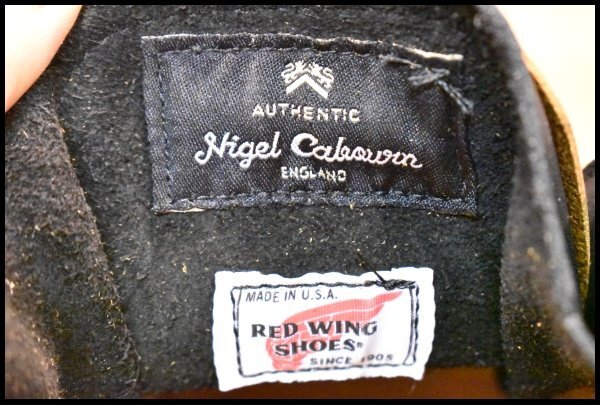 AUTHENTIC
Nigel Cabourn
ENGLAND
MADE IN U.S.A.
RED WING
SHOES®
SINCE 1905